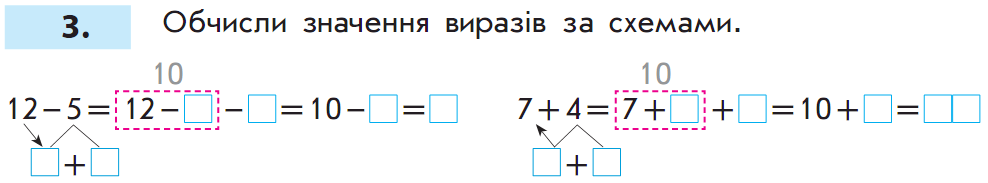 3. Обчисли значення виразів за схемами.
10 10
12 − 5 = 12 − □ − □ = 10 − □ = □ 7 + 4 = 7 + □ + □ = 10 + □ = □□
□ + □ □ + □